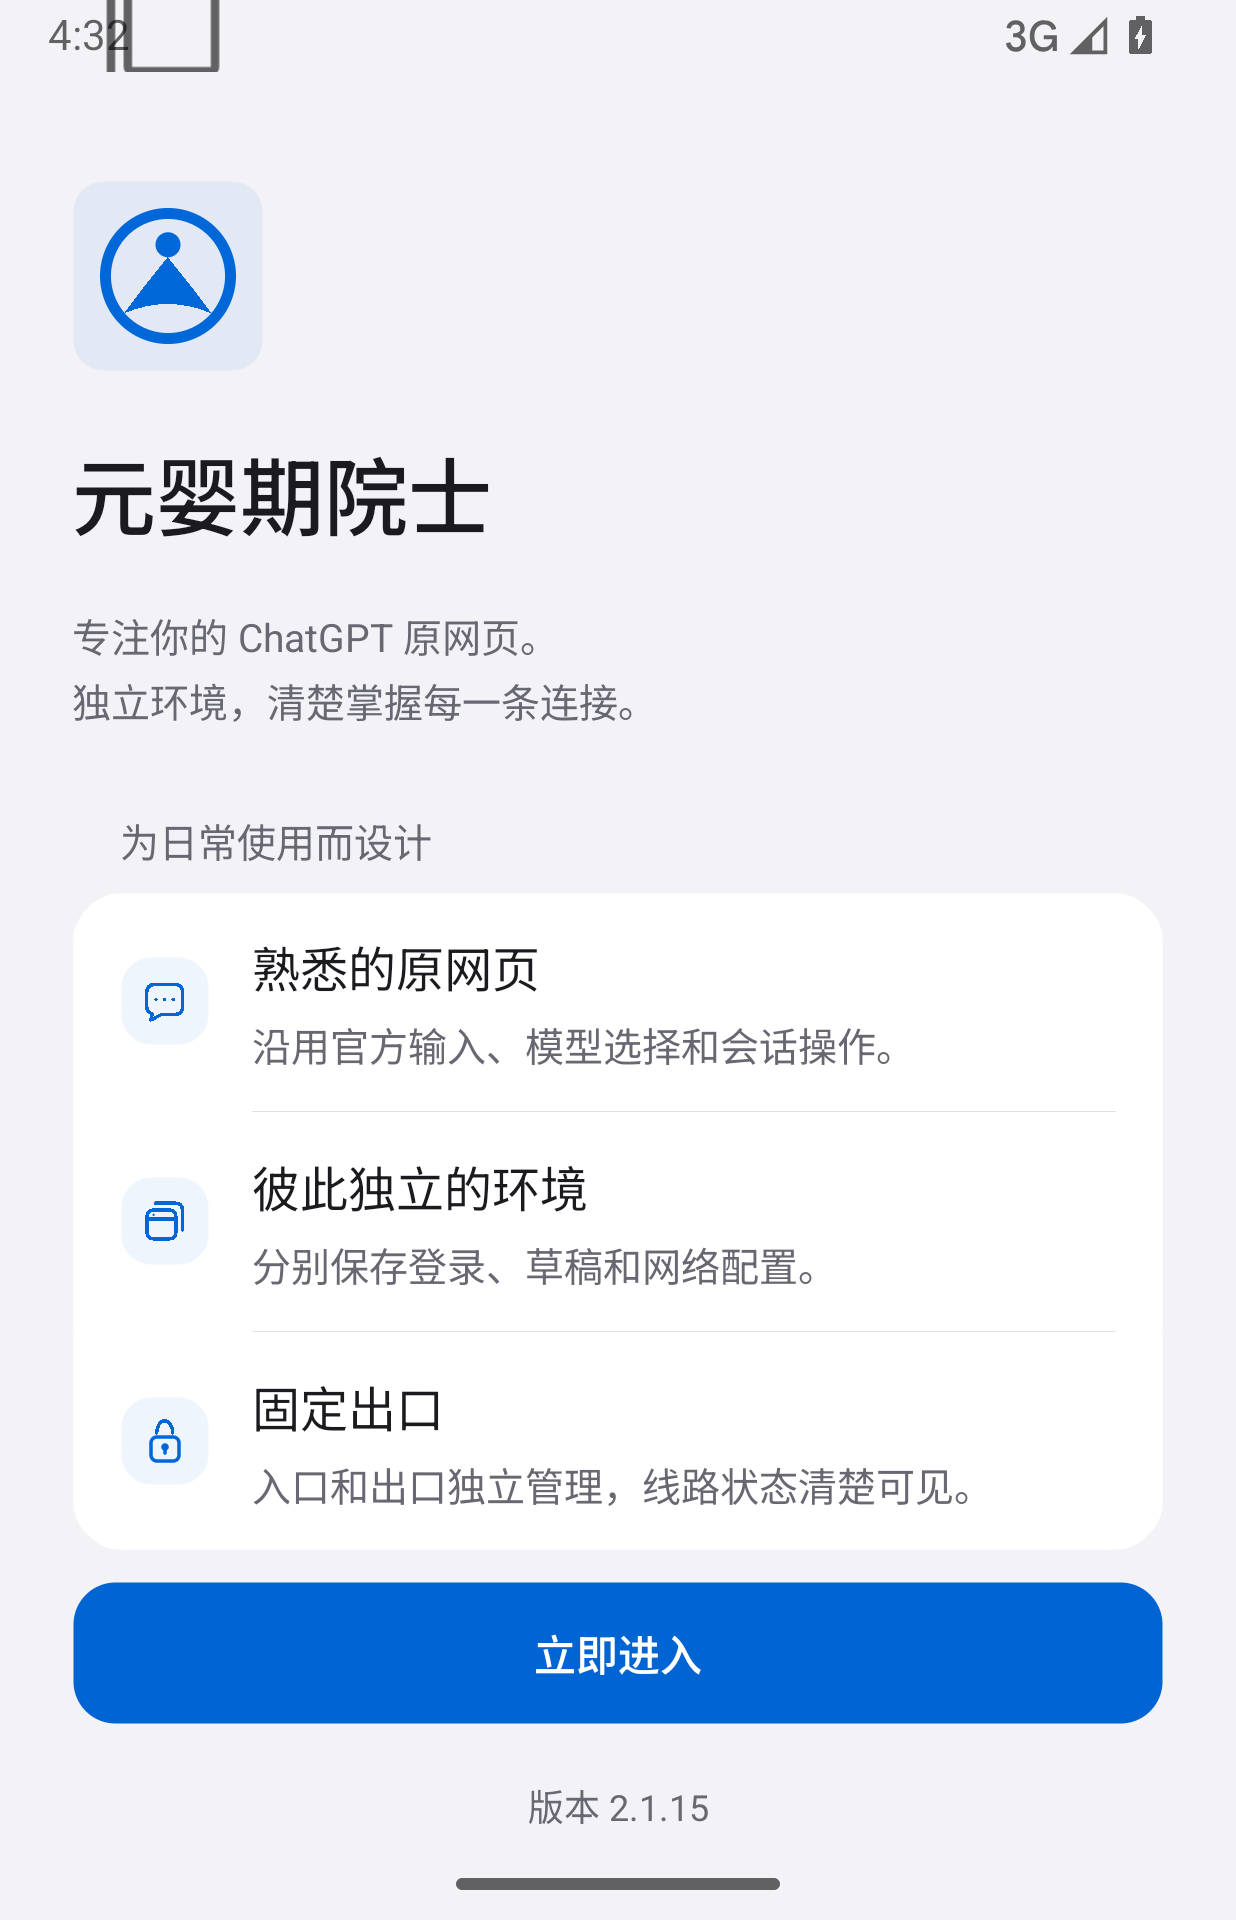 4:32
3G
元婴期院士
专注你的 ChatGPT 原网页。
独立环境，清楚掌握每一条连接。
为日常使用而设计
熟悉的原网页
沿用官方输入、模型选择和会话操作。
彼此独立的环境
分别保存登录、草稿和网络配置。
固定出口
入口和出口独立管理，线路状态清楚可见。
立即进入
版本 2.1.15